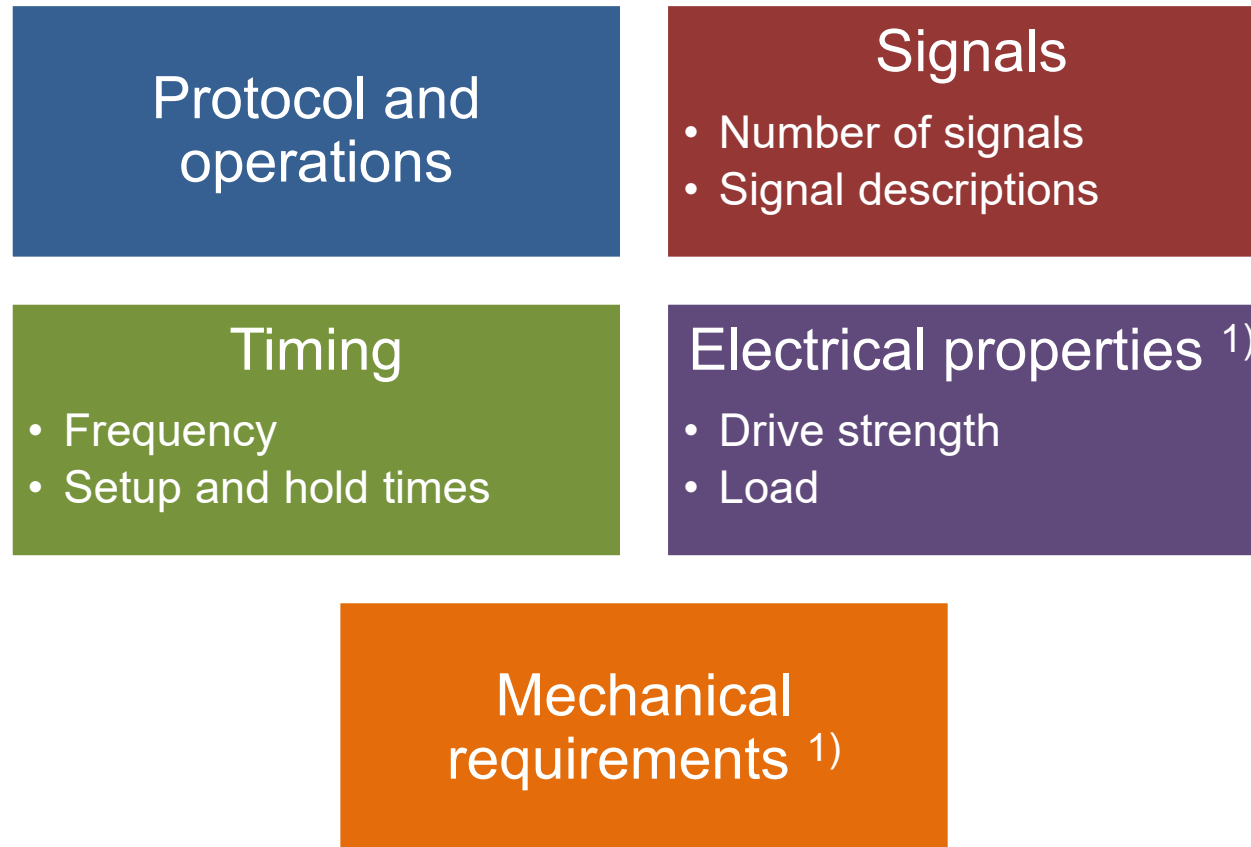 Protocol and
operations
Signals
• Number of signals
• Signal descriptions
Timing
• Frequency
• Setup and hold times
Electrical properties 1)
• Drive strength
• Load
Mechanical
requirements 1)